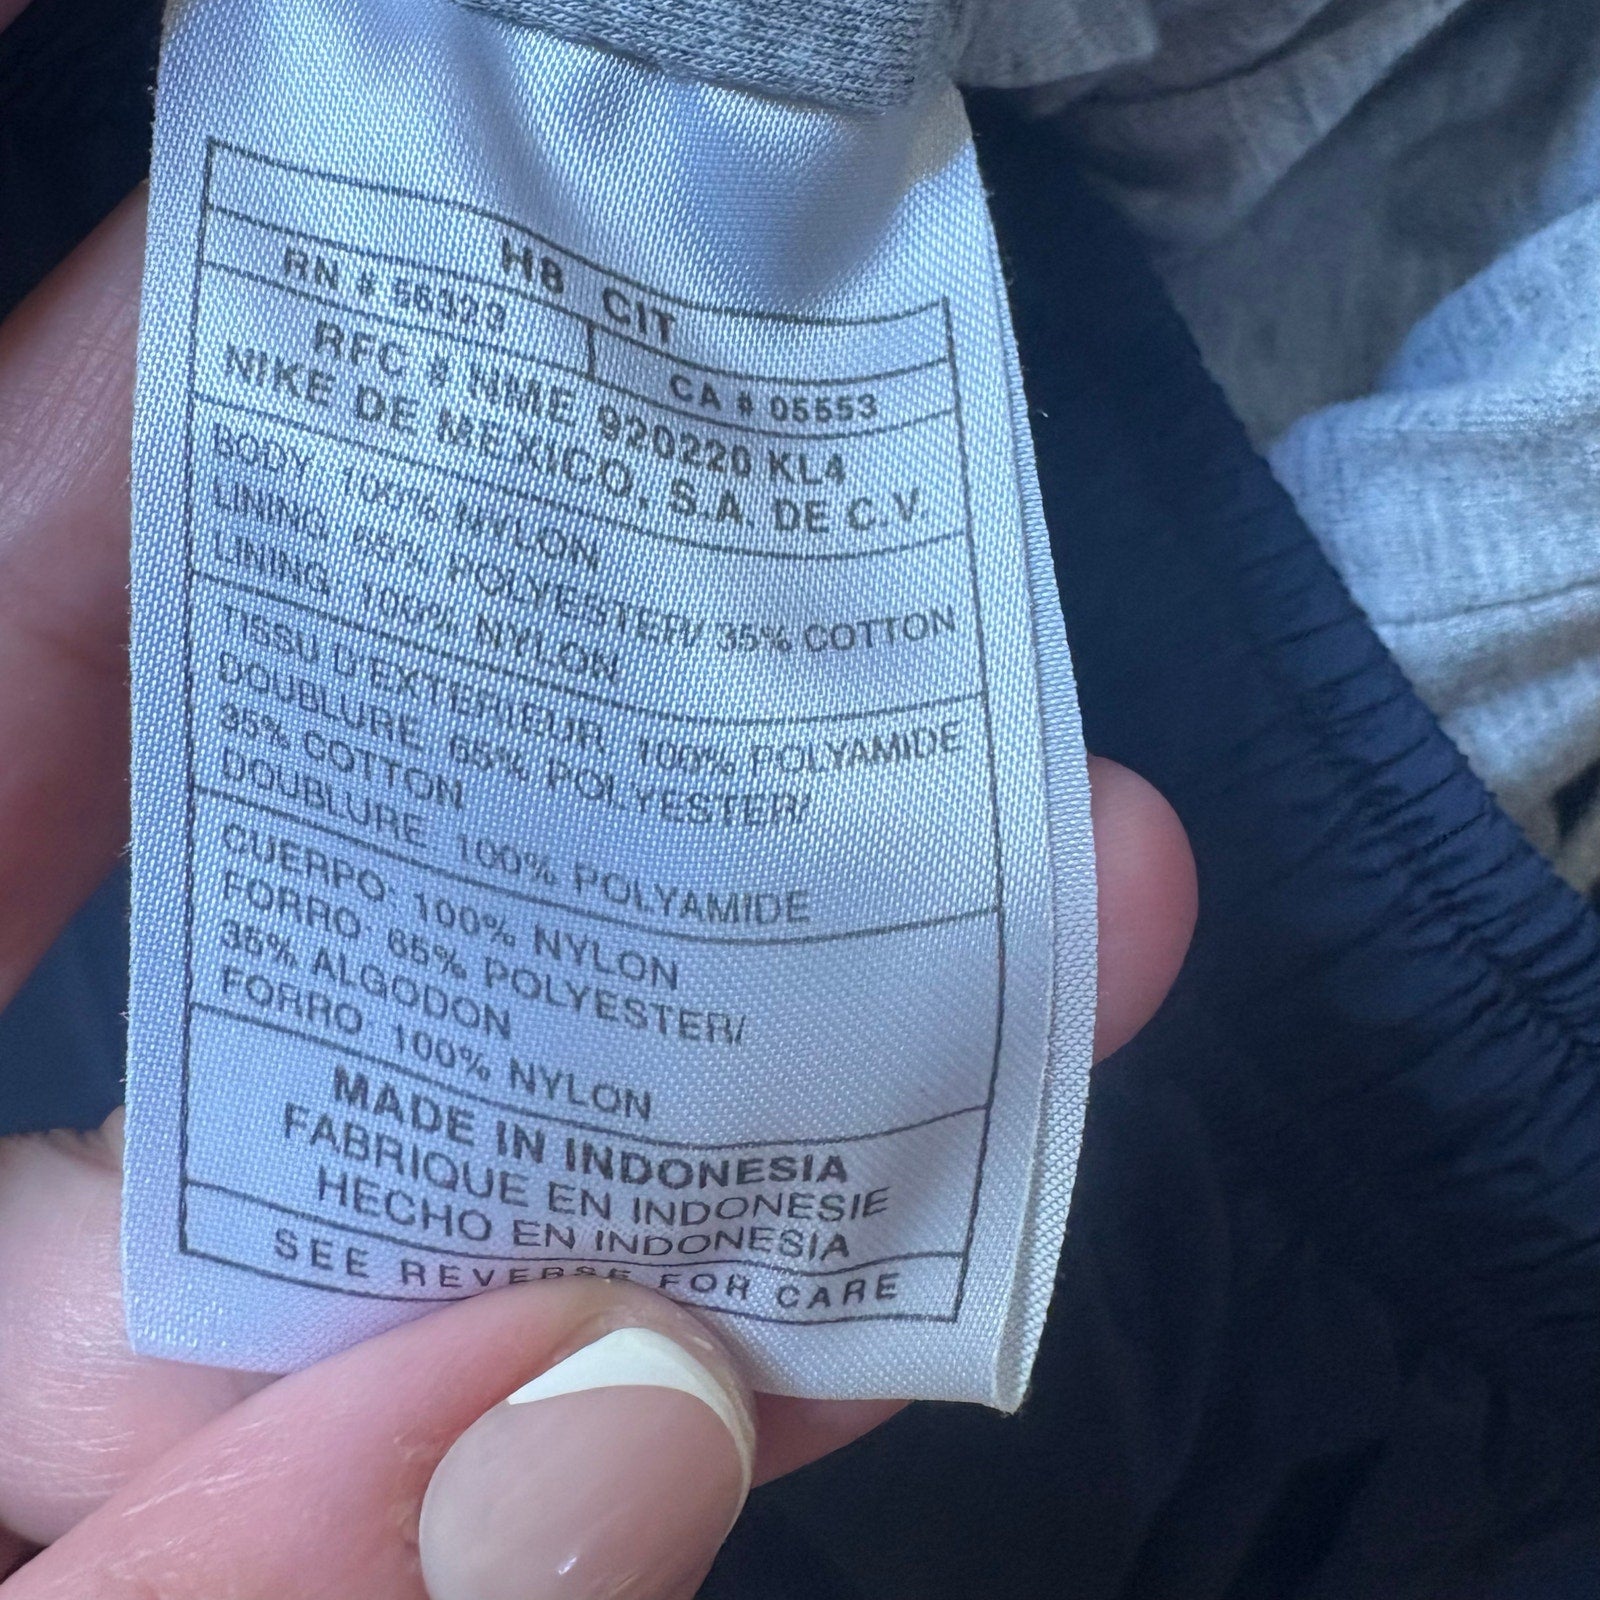 H8 CIT
RN # 56323
CA # 05553
RFC # NME 920220 KL4
NIKE DE MEXICO, S.A. DE C.V
BODY: 100% NYLON
LINING: 65% POLYESTER/ 35% COTTON
LINING: 100% NYLON
TISSU D'EXTERIEUR: 100% POLYAMIDE
DOUBLURE: 65% POLYESTER/
35% COTTON
DOUBLURE: 100% POLYAMIDE
CUERPO: 100% NYLON
FORRO: 65% POLYESTER/
35% ALGODON
FORRO: 100% NYLON
MADE IN INDONESIA
FABRIQUE EN INDONESIE
HECHO EN INDONESIA
SEE REVERSE FOR CARE